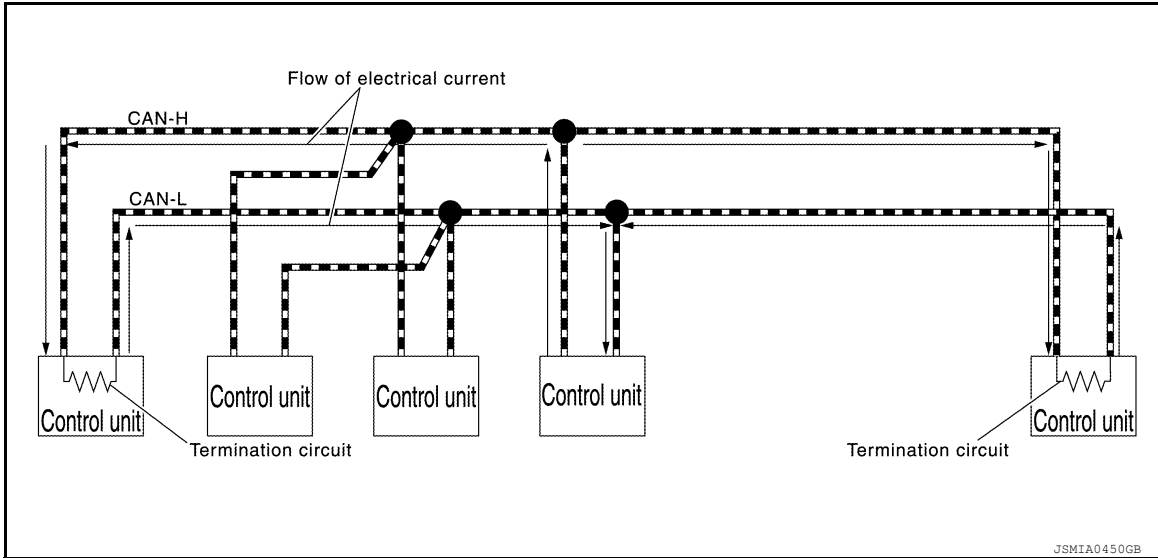 Flow of electrical current
CAN-H
CAN-L
Control unit
Control unit
Control unit
Control unit
Control unit
Termination circuit
Termination circuit
JSMIA0450GB